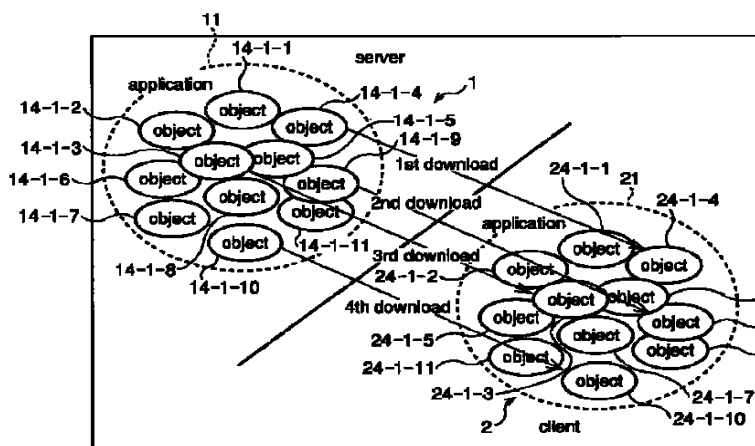 11
14-1-1
server
application
14-1-4
1
14-1-2
object
object
object
14-1-5
14-1-9
14-1-3
object
object
1st download
24-1-1
21
14-1-6
object
object
24-1-4
14-1-7
object
object
object
2nd download
application
object
14-1-8
14-1-11
object
object
14-1-10
3rd download
24-1-2
object
object
object
4th download
object
object
24-1-5
object
object
24-1-11
object
object
24-1-3
object
24-1-7
2
24-1-10
client